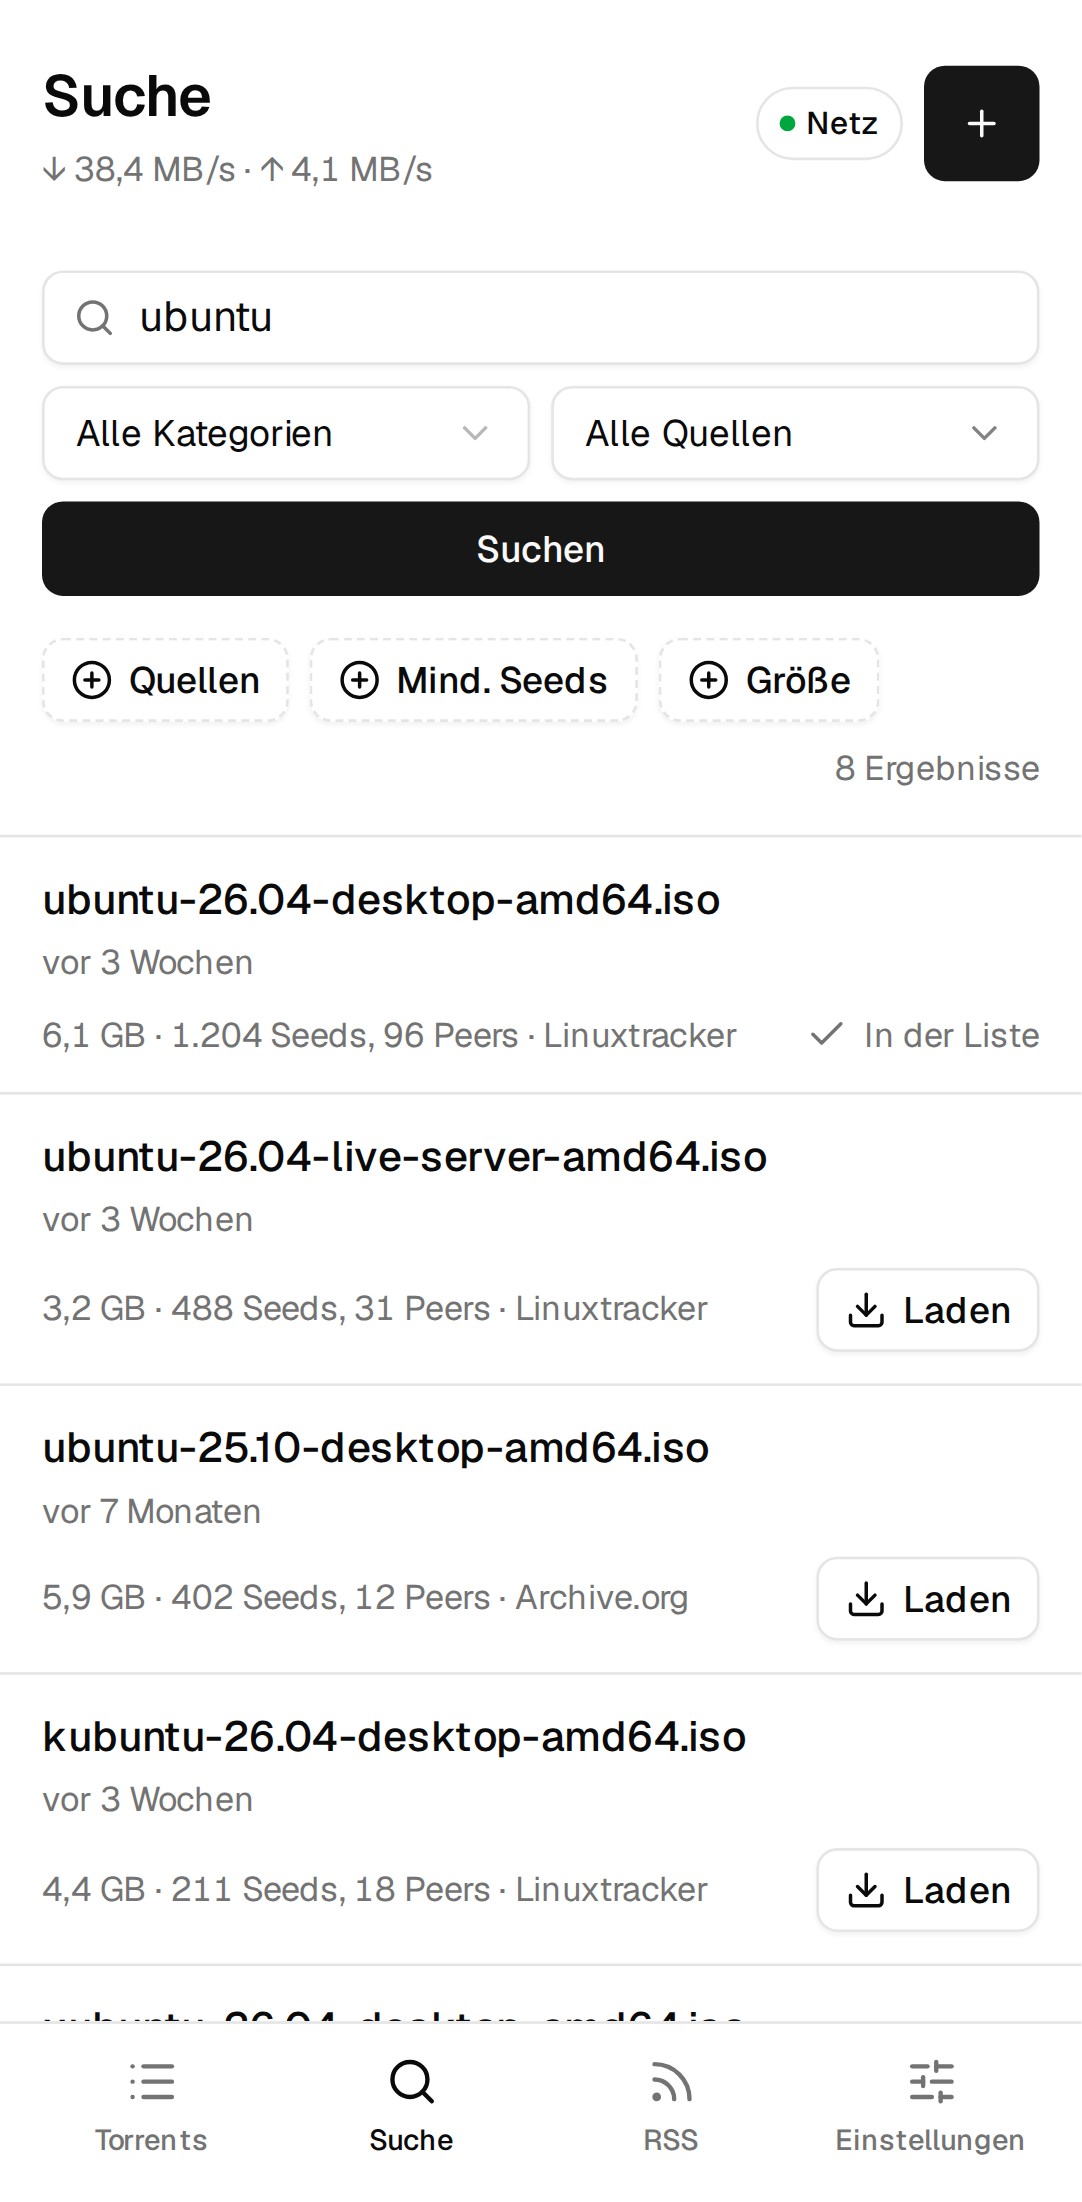 Suche
↓ 38,4 MB/s · ↑ 4,1 MB/s
Netz
ubuntu
Alle Kategorien
Alle Quellen
Suchen
Quellen
Mind. Seeds
Größe
8 Ergebnisse
ubuntu-26.04-desktop-amd64.iso
vor 3 Wochen
6,1 GB · 1.204 Seeds, 96 Peers · Linuxtracker
In der Liste
ubuntu-26.04-live-server-amd64.iso
vor 3 Wochen
3,2 GB · 488 Seeds, 31 Peers · Linuxtracker
Laden
ubuntu-25.10-desktop-amd64.iso
vor 7 Monaten
5,9 GB · 402 Seeds, 12 Peers · Archive.org
Laden
kubuntu-26.04-desktop-amd64.iso
vor 3 Wochen
4,4 GB · 211 Seeds, 18 Peers · Linuxtracker
Laden
Torrents
Suche
RSS
Einstellungen